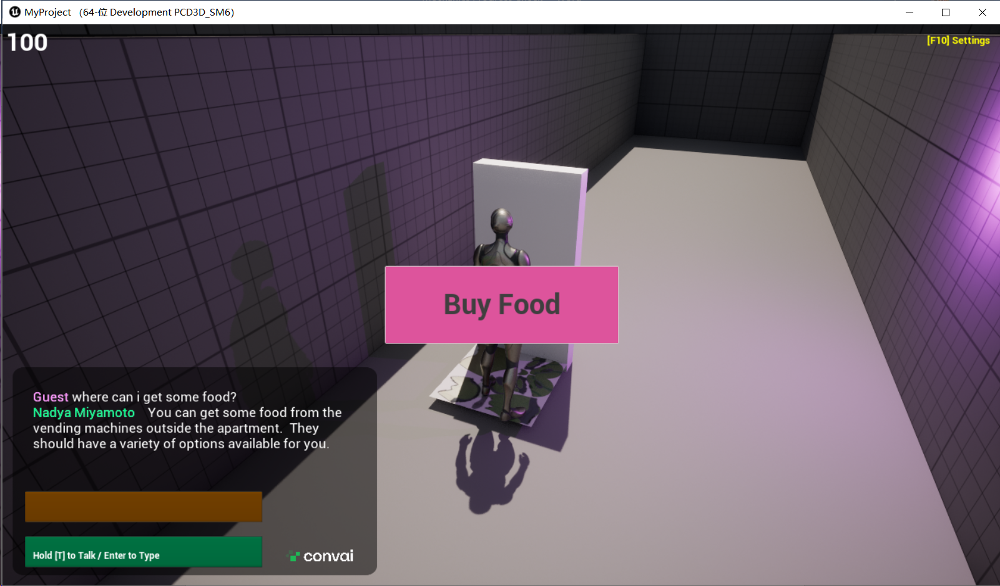 MyProject (64-位 Development PCD3D_SM6)
100
[F10] Settings
Buy Food
Guest where can i get some food?
Nadya Miyamoto You can get some food from the
vending machines outside the apartment. They
should have a variety of options available for you.
Hold [T] to Talk / Enter to Type
convai